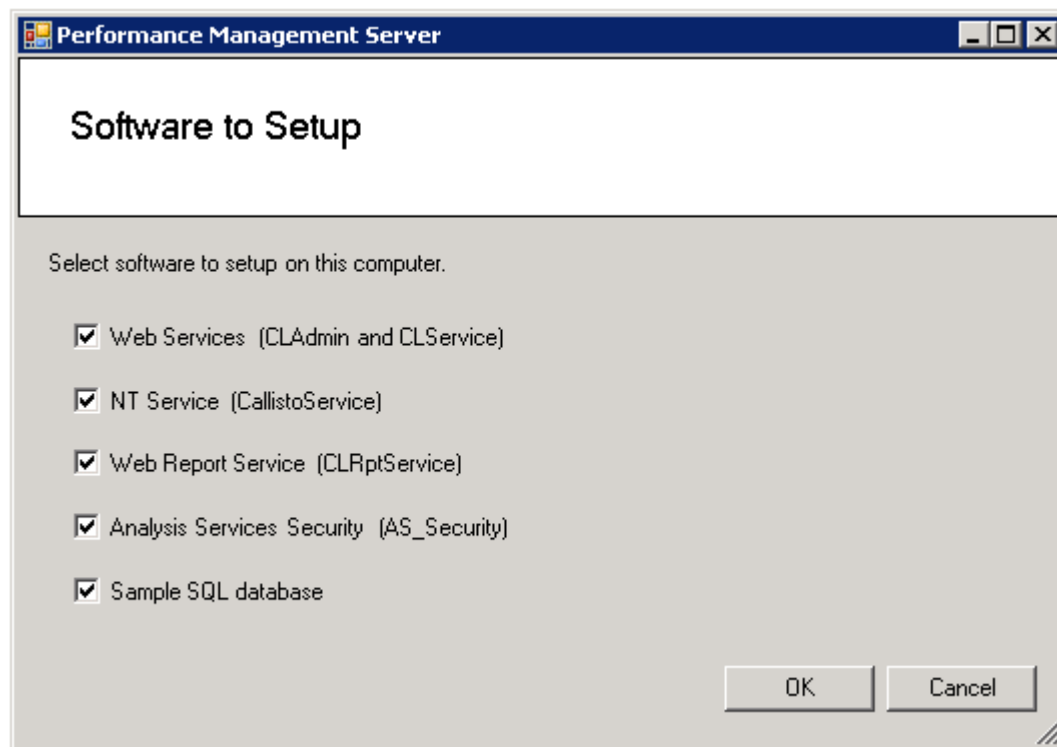 Performance Management Server
Software to Setup
Select software to setup on this computer.
Web Services (CLAdmin and CLService)
NT Service (CallistoService)
Web Report Service (CLRptService)
Analysis Services Security (AS_Security)
Sample SQL database
OK Cancel